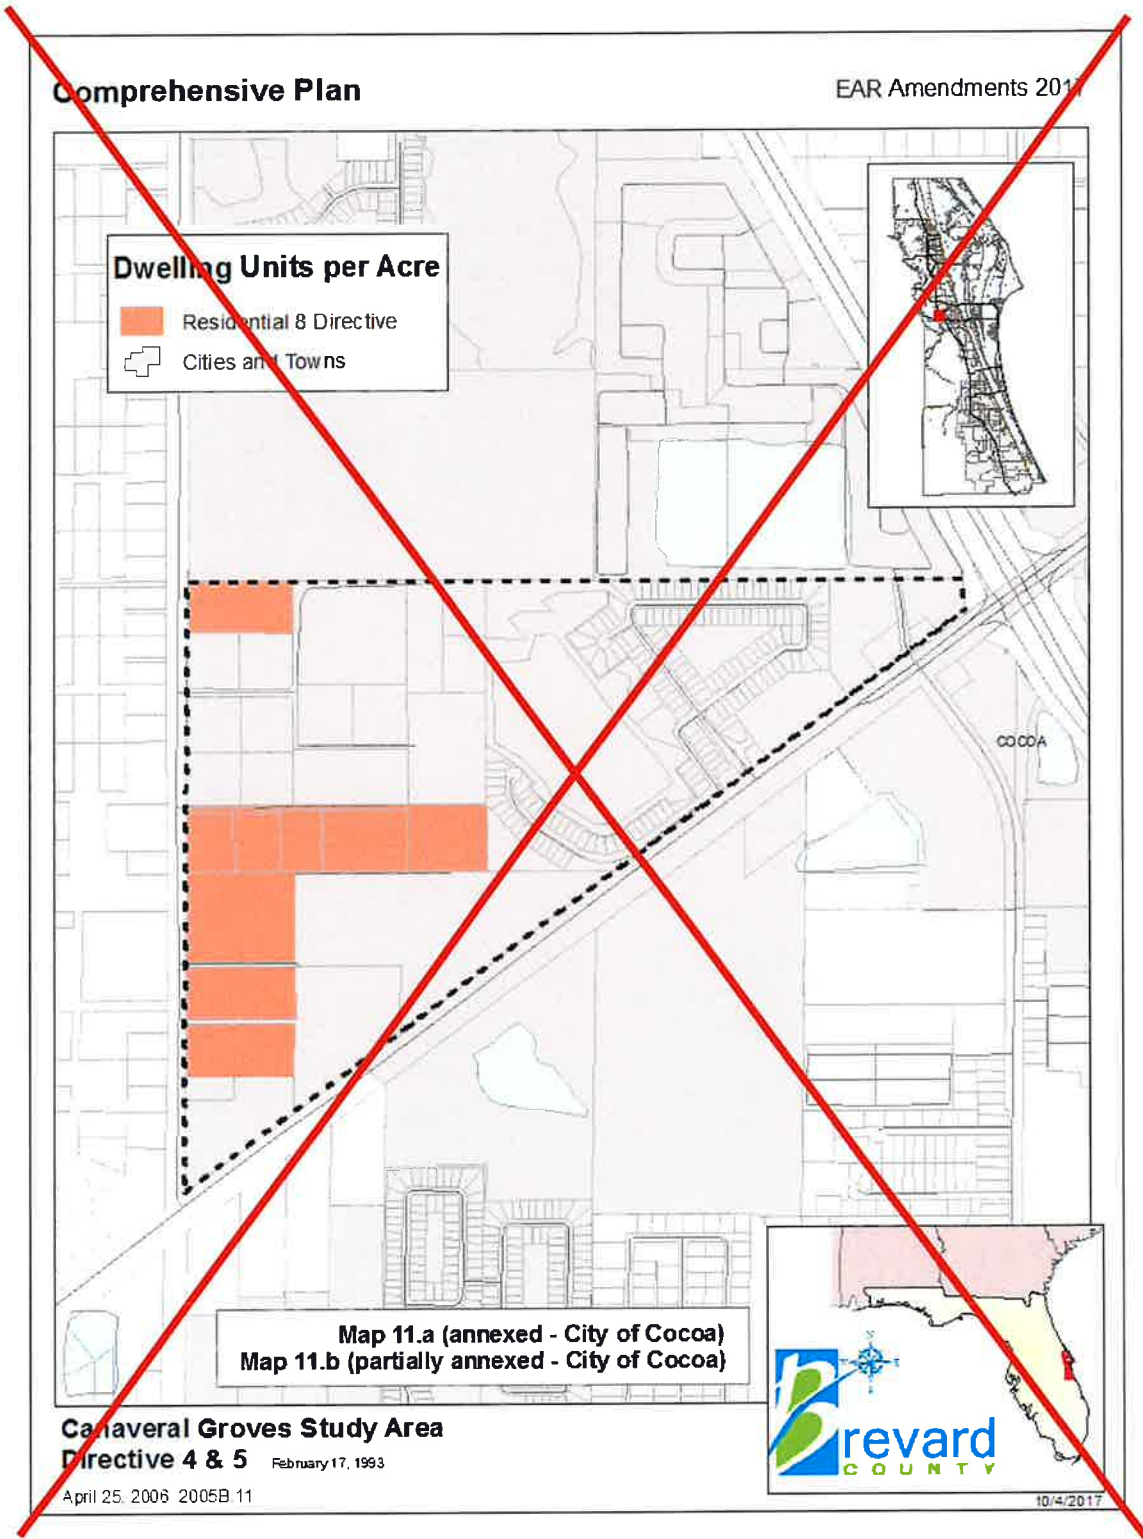 Comprehensive Plan
EAR Amendments 2017
Dwelling Units per Acre
Residential 8 Directive
Cities and Towns
COCOA
Map 11.a (annexed - City of Cocoa)
Map 11.b (partially annexed - City of Cocoa)
N
Brevard
COUNTY
Canaveral Groves Study Area
Directive 4 & 5 February 17, 1993
April 25, 2006 2005B.11
10/4/2017